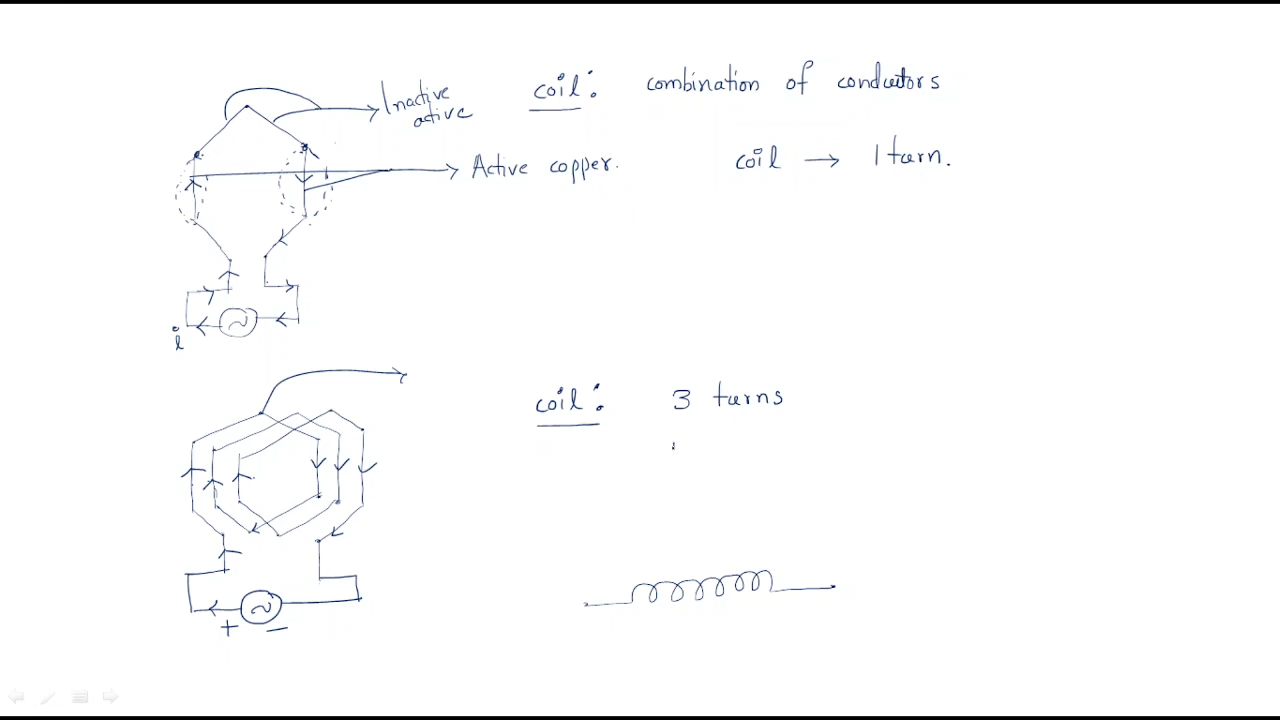 Inactive
active
coil: combination of conductors
Active copper.
coil → 1 turn.
i
coil: 3 turns
+ −